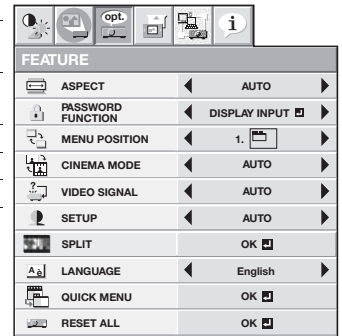 opt.
i
FEATURE
ASPECT AUTO
PASSWORD
FUNCTION DISPLAY INPUT
MENU POSITION 1.
CINEMA MODE AUTO
VIDEO SIGNAL AUTO
SETUP AUTO
SPLIT OK
LANGUAGE English
QUICK MENU OK
RESET ALL OK